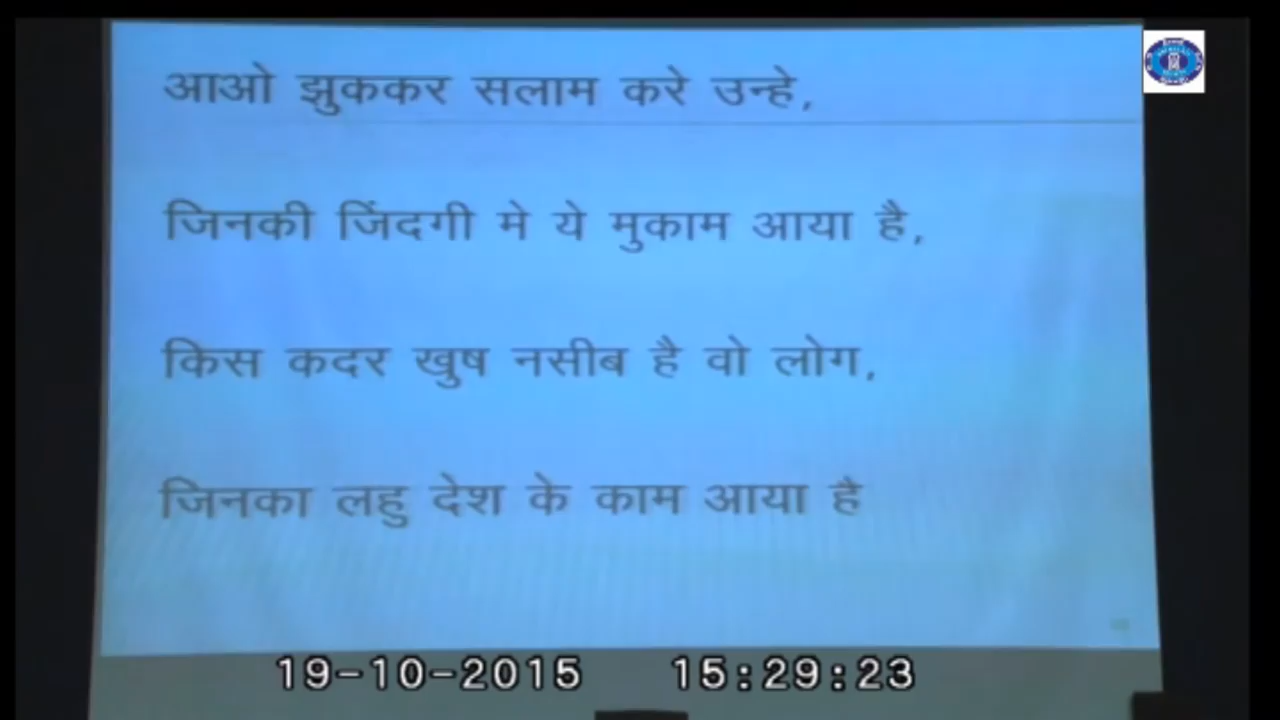 आओ झुककर सलाम करे उन्हे,
जिनकी जिंदगी मे ये मुकाम आया है,
किस कदर खुष नसीब है वो लोग,
जिनका लहु देश के काम आया है
19-10-2015 15:29:23